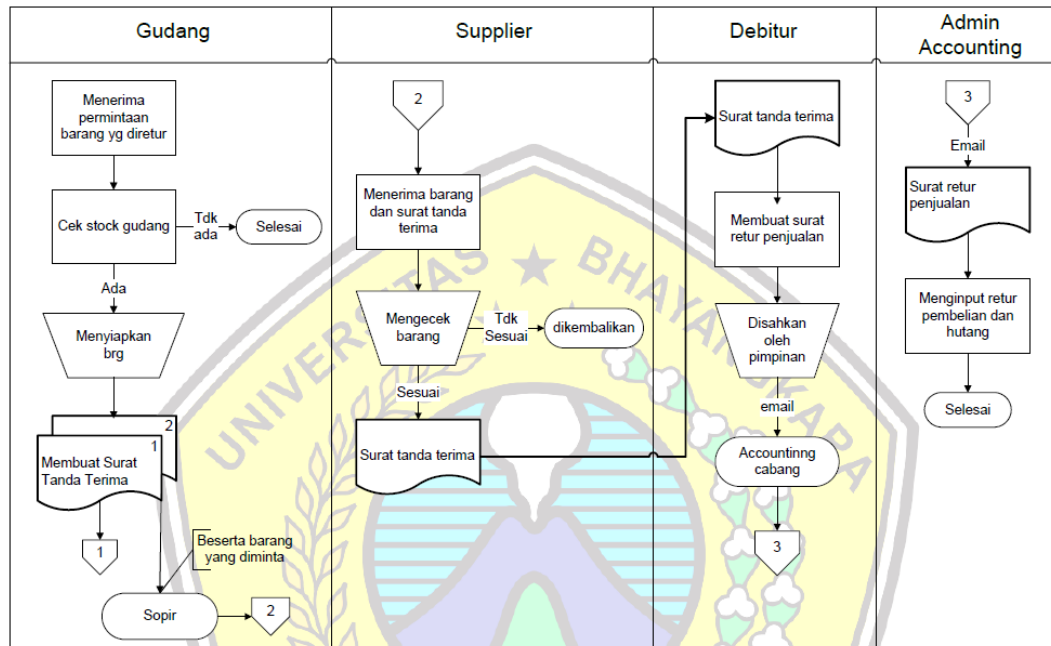 Gudang
Supplier
Debitur
Admin
Accounting
Menerima
permintaan
barang yg diretur
Cek stock gudang
Tdk
ada
Selesai
Ada
Menyiapkan
brg
2
1
Membuat Surat
Tanda Terima
1
Beserta barang
yang diminta
Sopir
2
2
Menerima barang
dan surat tanda
terima
Mengecek
barang
Tdk
Sesuai
dikembalikan
Sesuai
Surat tanda terima
Surat tanda terima
Membuat surat
retur penjualan
Disahkan
oleh
pimpinan
email
Accountinng
cabang
3
3
Email
Surat retur
penjualan
Menginput retur
pembelian dan
hutang
Selesai
UNIVERSITAS BHAYANGKARA